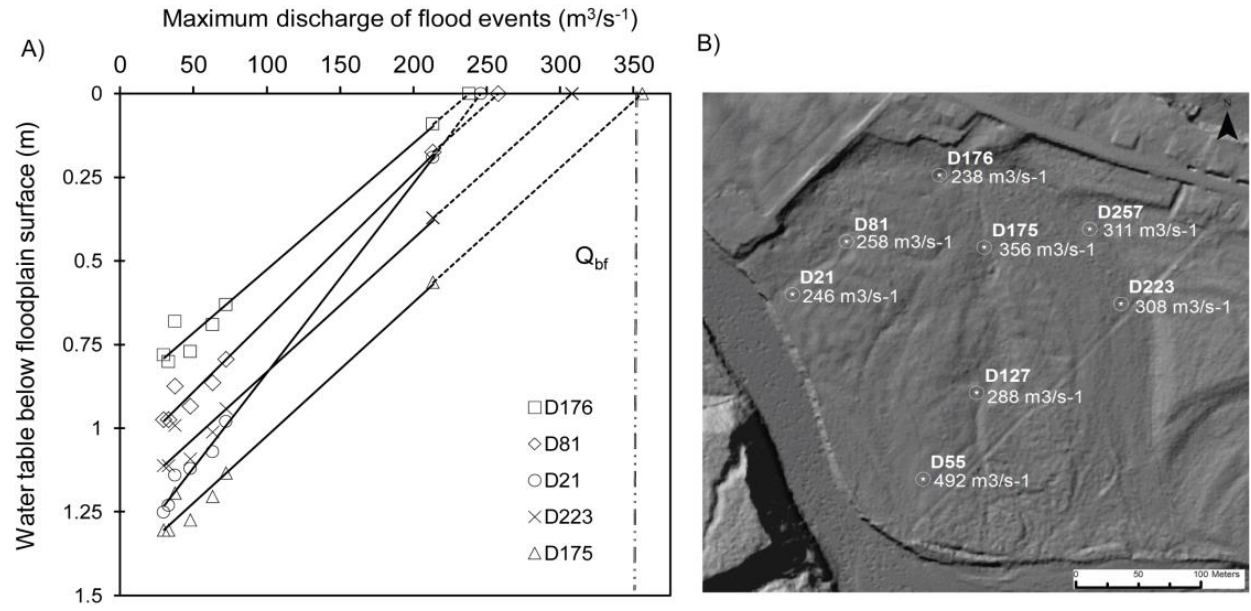 Maximum discharge of flood events (m³/s⁻¹)
A)
0 50 100 150 200 250 300 350
0
0.25
0.5
0.75
1
1.25
1.5
Water table below floodplain surface (m)
Qbf
D176
D81
D21
D223
D175
B)
N
D176
238 m3/s-1
D81
258 m3/s-1
D175
356 m3/s-1
D257
311 m3/s-1
D21
246 m3/s-1
D223
308 m3/s-1
D127
288 m3/s-1
D55
492 m3/s-1
0 50 100 Meters